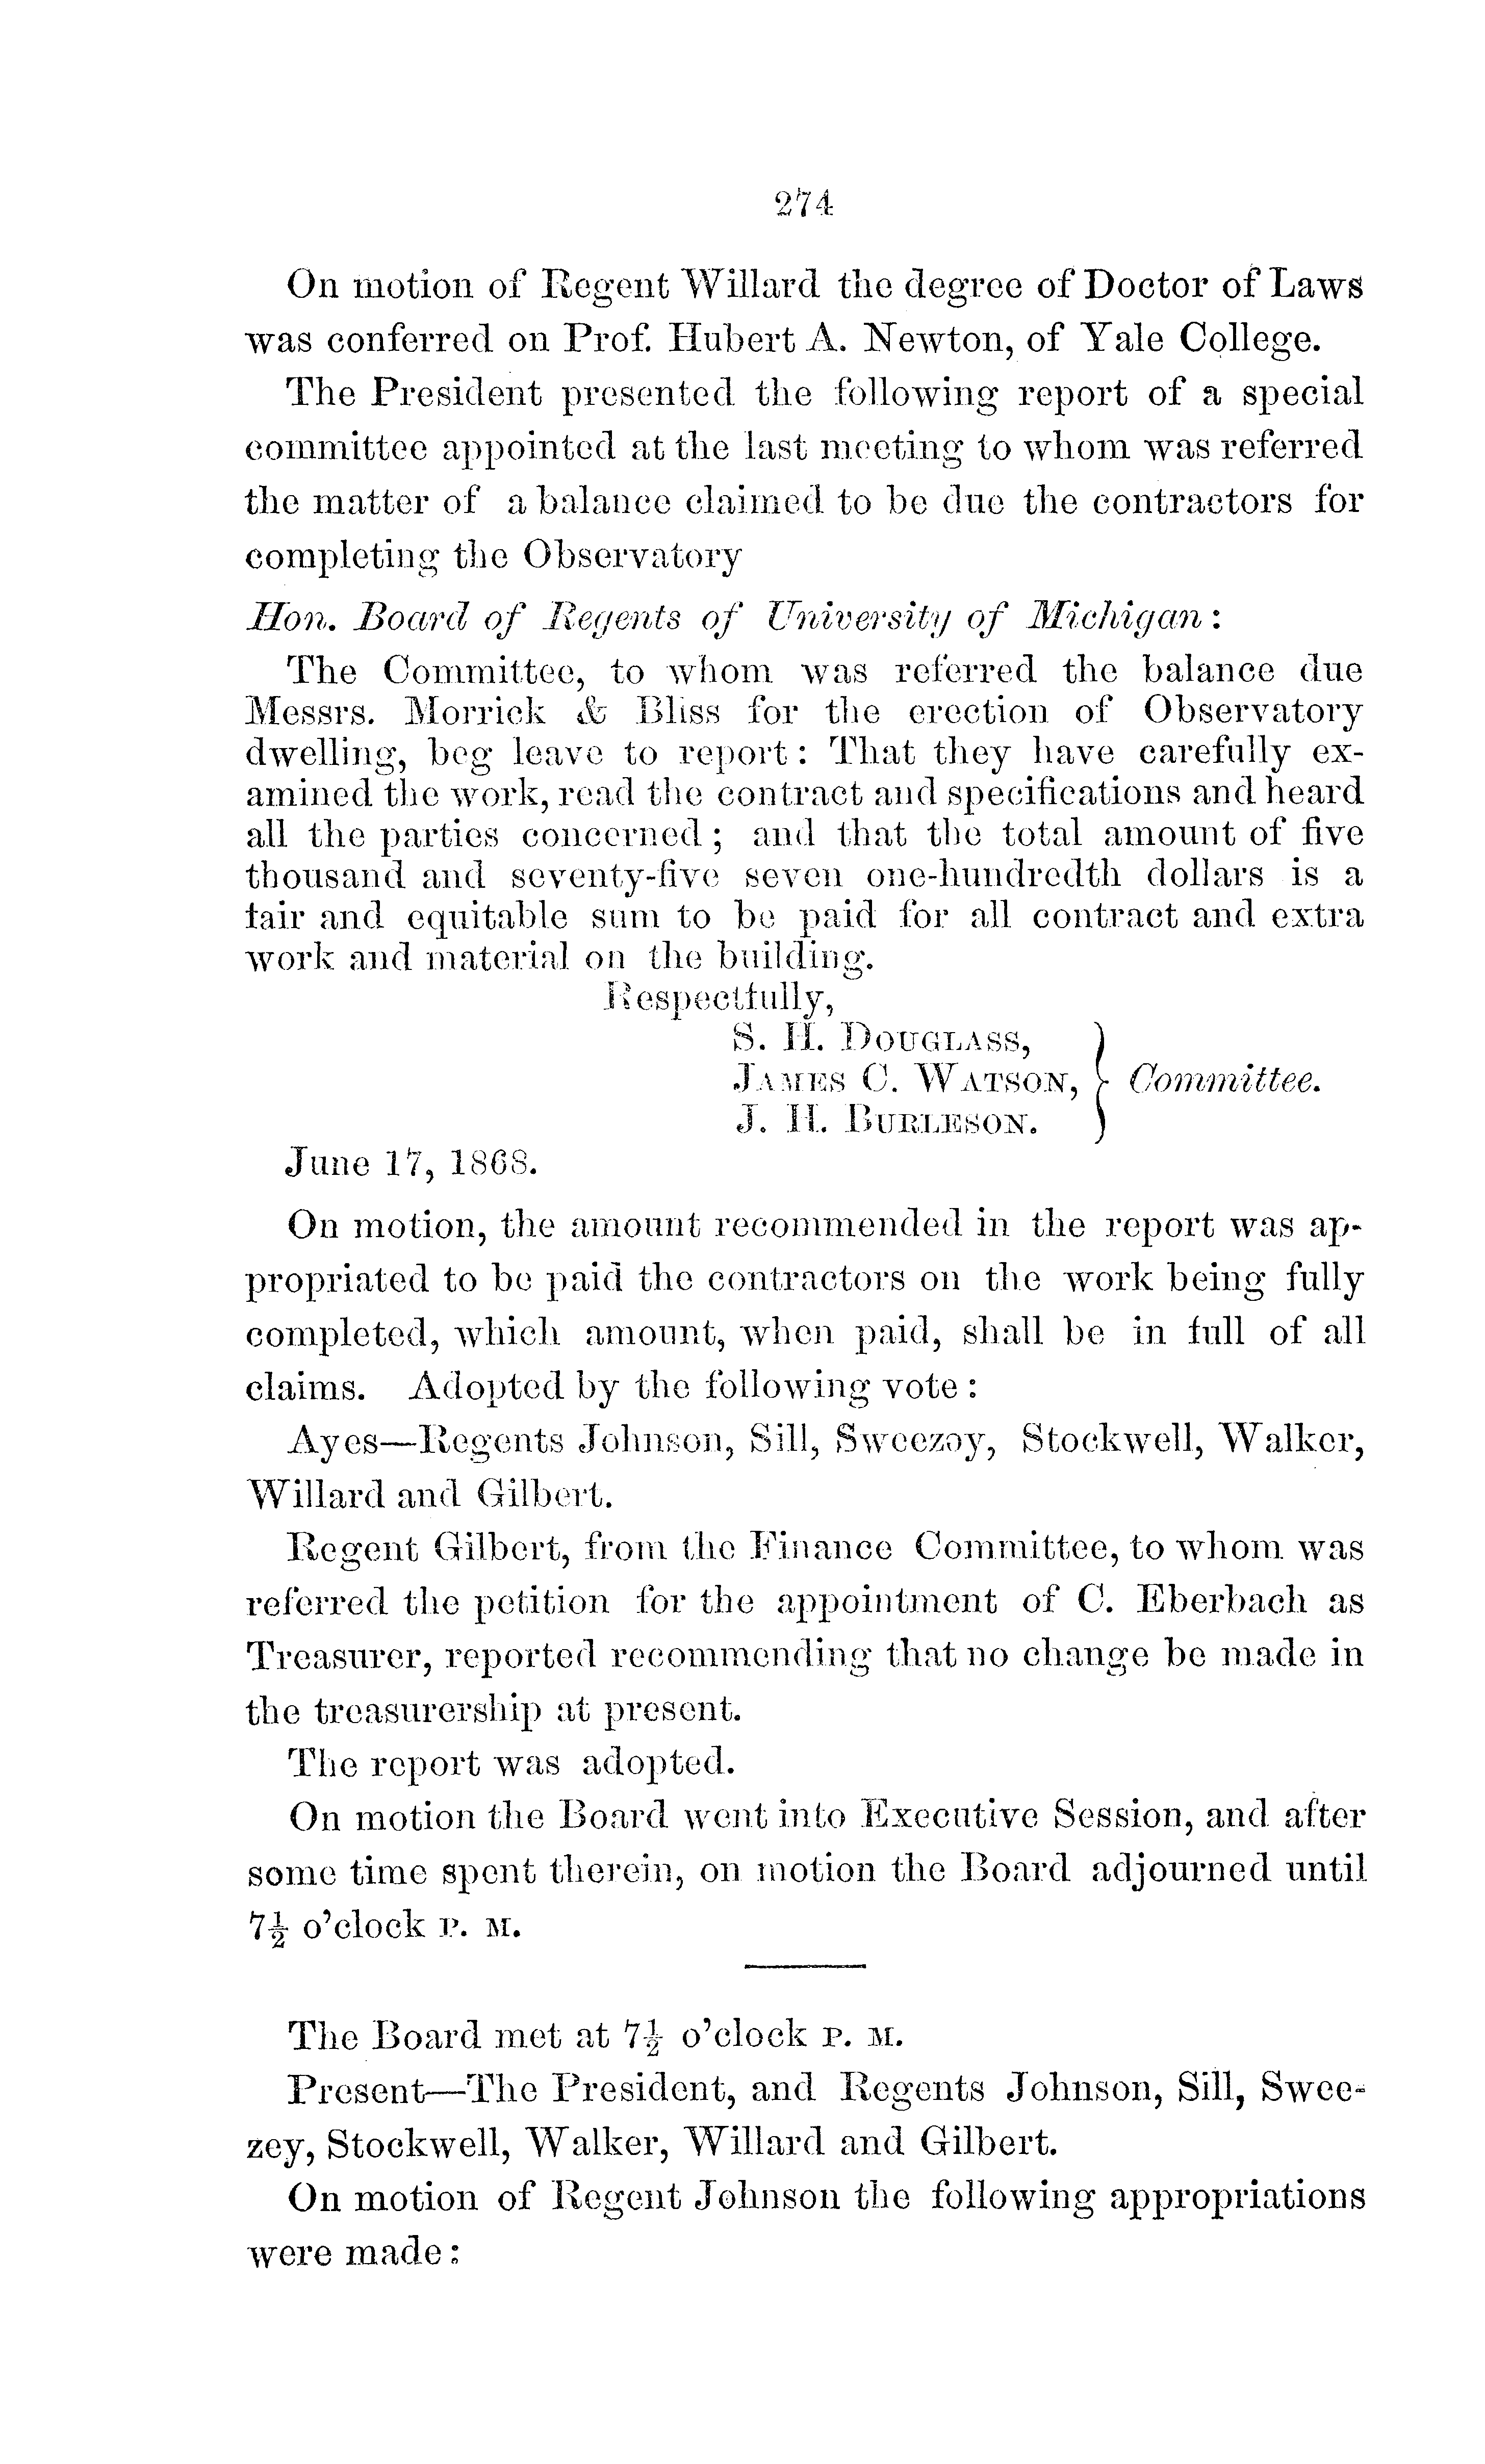 274
On motion of Regent Willard the degree of Doctor of Laws
was conferred on Prof. Hubert A. Newton, of Yale College.
The President presented the following report of a special
committee appointed at the last meeting to whom was referred
the matter of a balance claimed to be due the contractors for
completing the Observatory
Hon. Board of Regents of University of Michigan:
The Committee, to whom was referred the balance due
Messrs. Morrick & Bliss for the erection of Observatory
dwelling, beg leave to report: That they have carefully ex-
amined the work, read the contract and specifications and heard
all the parties concerned; and that the total amount of five
thousand and seventy-five seven one-hundredth dollars is a
fair and equitable sum to be paid for all contract and extra
work and material on the building.
Respectfully,
S. H. DOUGLASS,
JAMES C. WATSON, } Committee.
J. H. BURLESON.
June 17, 1868.
On motion, the amount recommended in the report was ap-
propriated to be paid the contractors on the work being fully
completed, which amount, when paid, shall be in full of all
claims. Adopted by the following vote:
Ayes—Regents Johnson, Sill, Sweezoy, Stockwell, Walker,
Willard and Gilbert.
Regent Gilbert, from the Finance Committee, to whom was
referred the petition for the appointment of C. Eberbach as
Treasurer, reported recommending that no change be made in
the treasurership at present.
The report was adopted.
On motion the Board went into Executive Session, and after
some time spent therein, on motion the Board adjourned until
7½ o'clock P. M.
The Board met at 7½ o'clock P. M.
Present—The President, and Regents Johnson, Sill, Swee-
zey, Stockwell, Walker, Willard and Gilbert.
On motion of Regent Johnson the following appropriations
were made: